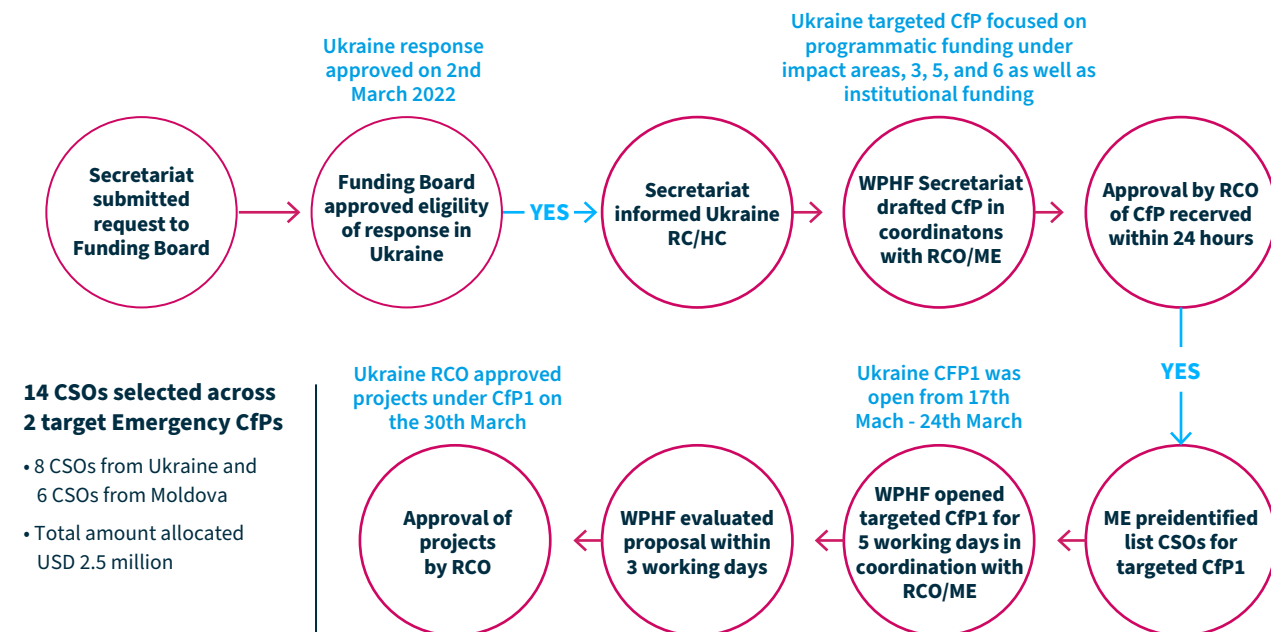 Ukraine response
approved on 2nd
March 2022
Ukraine targeted CfP focused on
programmatic funding under
impact areas, 3, 5, and 6 as well as
institutional funding
Secretariat
submitted
request to
Funding Board
Funding Board
approved eligility
of response in
Ukraine
YES
Secretariat
informed Ukraine
RC/HC
WPHF Secretariat
drafted CfP in
coordinatons
with RCO/ME
Approval by RCO
of CfP recerved
within 24 hours
YES
ME preidentified
list CSOs for
targeted CfP1
Ukraine CFP1 was
open from 17th
Mach - 24th March
WPHF opened
targeted CfP1 for
5 working days in
coordination with
RCO/ME
WPHF evaluated
proposal within
3 working days
Ukraine RCO approved
projects under CfP1 on
the 30th March
Approval of
projects
by RCO
14 CSOs selected across
2 target Emergency CfPs
• 8 CSOs from Ukraine and
6 CSOs from Moldova
• Total amount allocated
USD 2.5 million